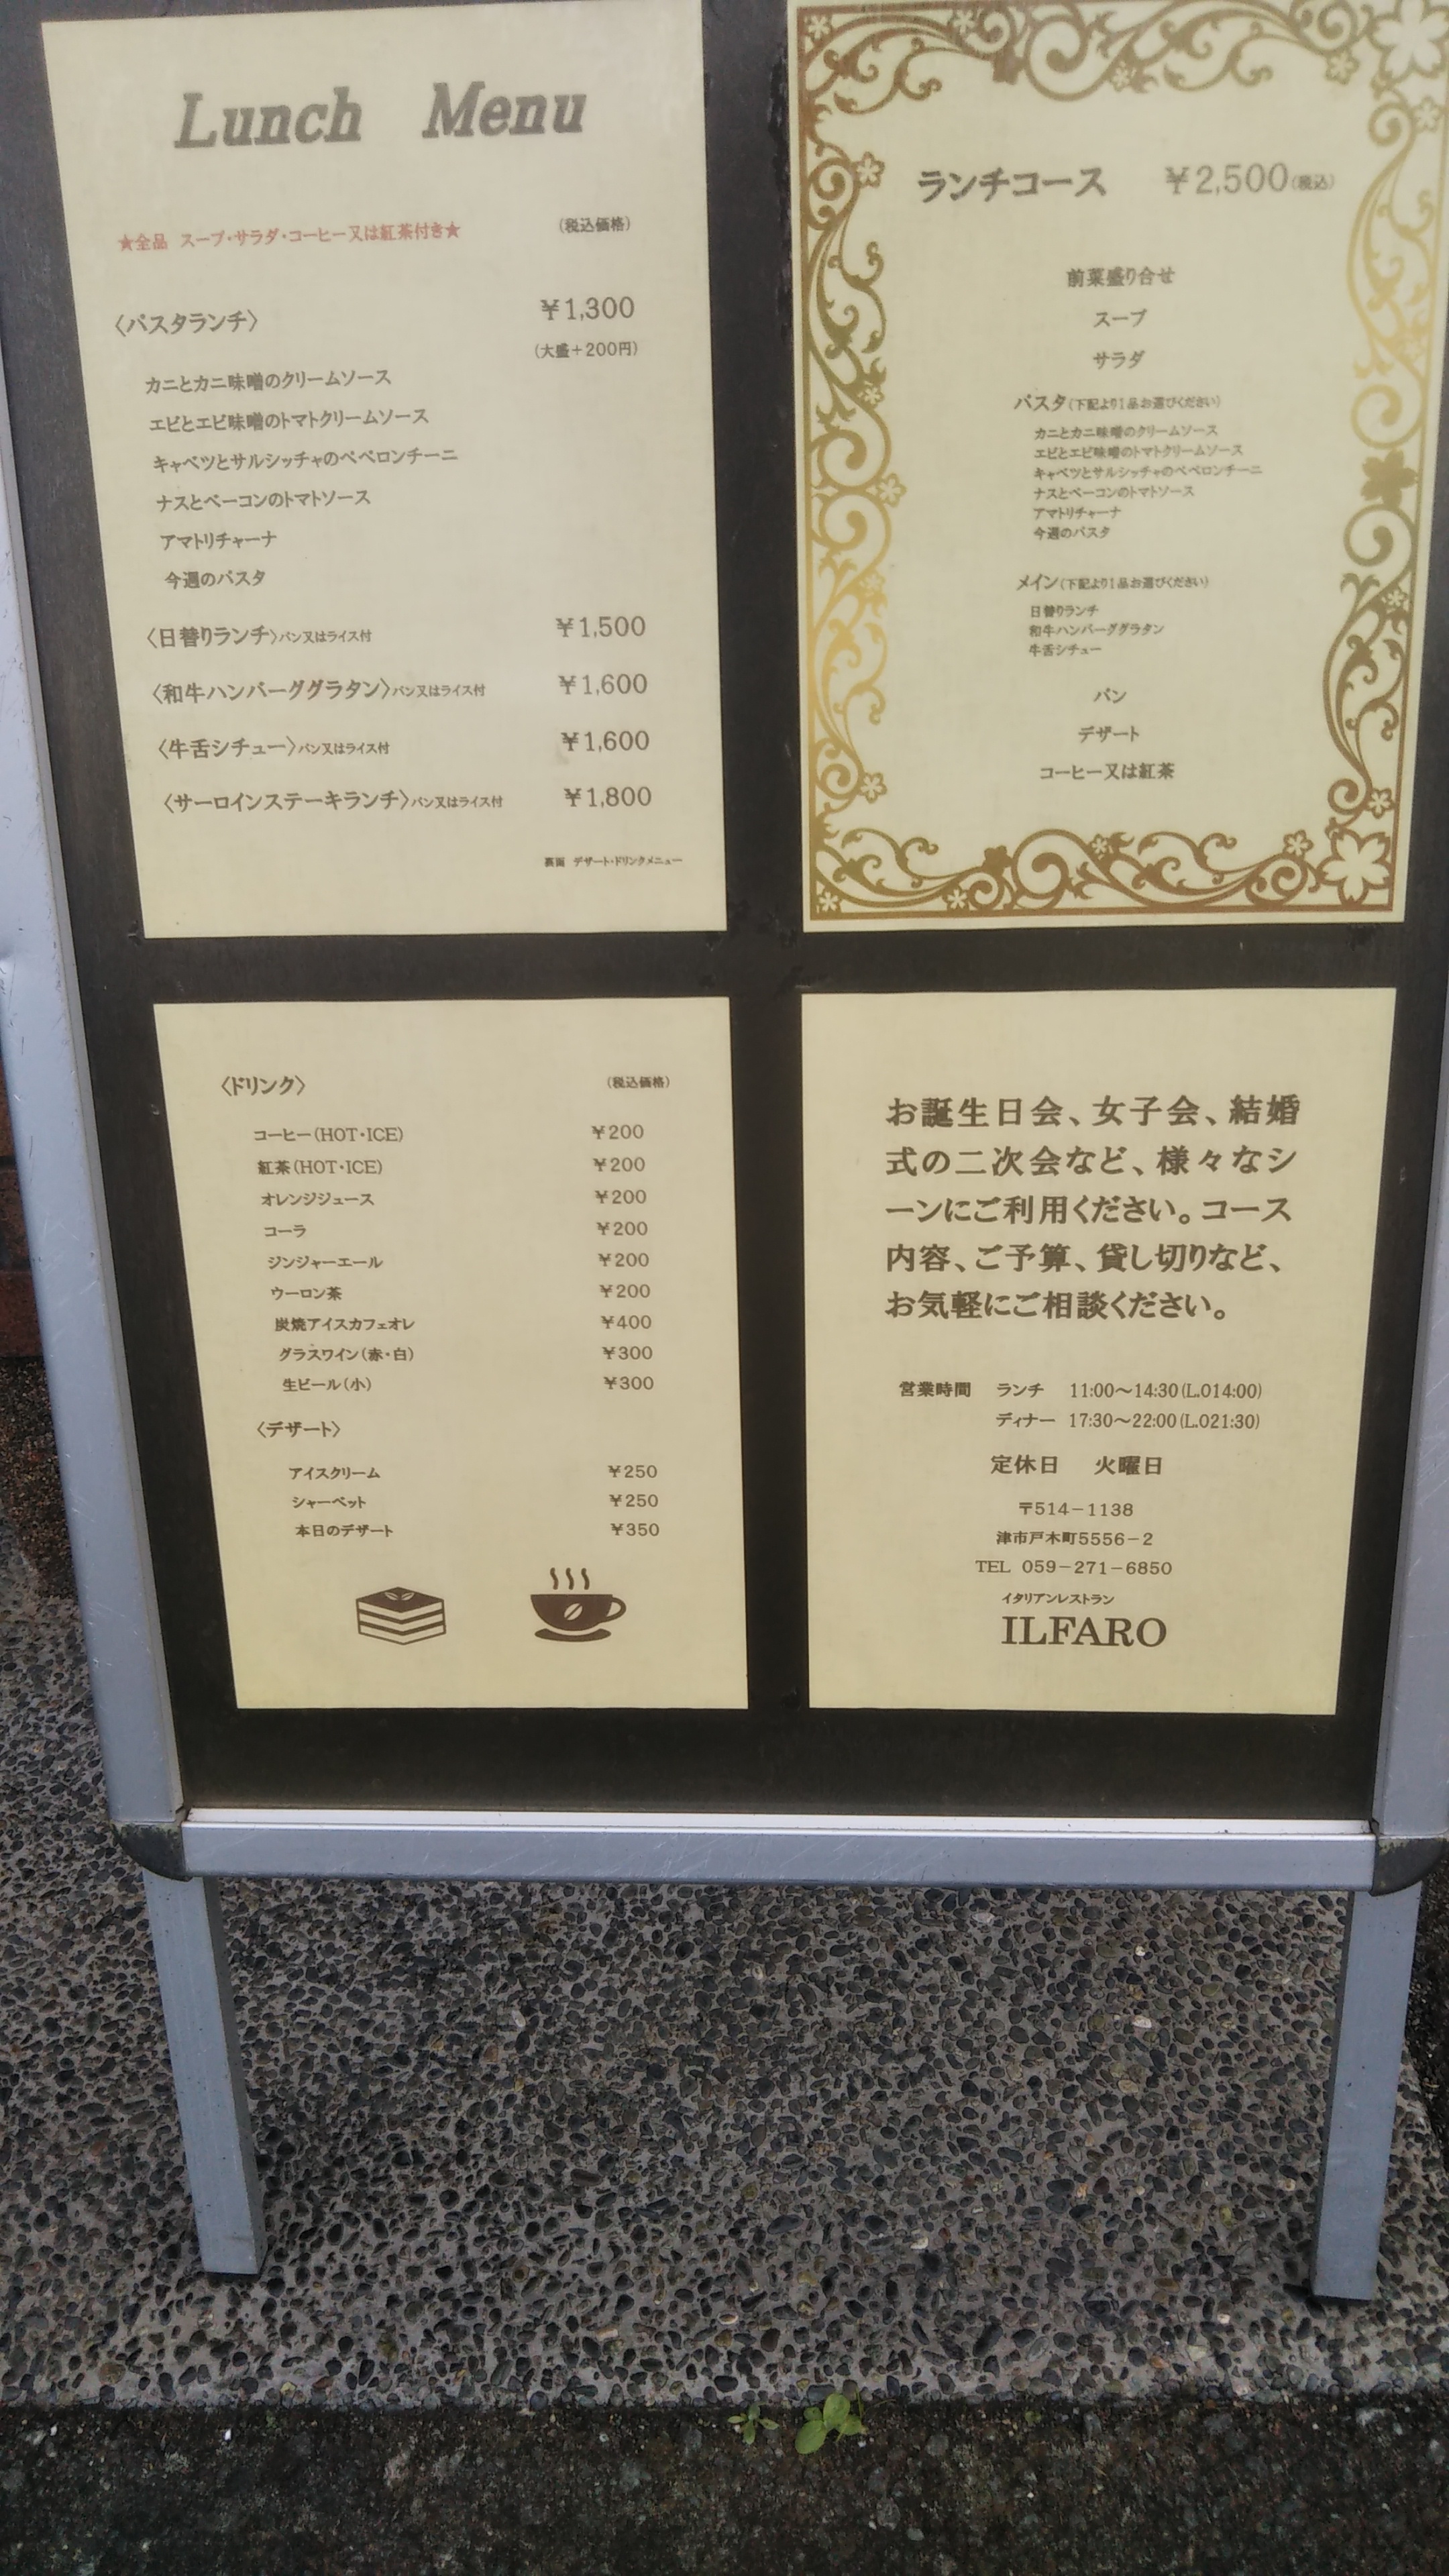 Lunch Menu
★全品 スープ・サラダ・コーヒー又は紅茶付き★ (税込価格)
〈パスタランチ〉 ¥1,300
(大盛+200円)
カニとカニ味噌のクリームソース
エビとエビ味噌のトマトクリームソース
キャベツとサルシッチャのペペロンチーニ
ナスとベーコンのトマトソース
アマトリチャーナ
今週のパスタ
〈日替りランチ〉パン又はライス付 ¥1,500
〈和牛ハンバーググラタン〉パン又はライス付 ¥1,600
〈牛舌シチュー〉パン又はライス付 ¥1,600
〈サーロインステーキランチ〉パン又はライス付 ¥1,800
裏面 デザート・ドリンクメニュー
ランチコース ¥2,500(税込)
前菜盛り合せ
スープ
サラダ
パスタ(下記より1品お選びください)
カニとカニ味噌のクリームソース
エビとエビ味噌のトマトクリームソース
キャベツとサルシッチャのペペロンチーニ
ナスとベーコンのトマトソース
アマトリチャーナ
今週のパスタ
メイン(下記より1品お選びください)
日替りランチ
和牛ハンバーググラタン
牛舌シチュー
パン
デザート
コーヒー又は紅茶
〈ドリンク〉 (税込価格)
コーヒー(HOT・ICE) ¥200
紅茶(HOT・ICE) ¥200
オレンジジュース ¥200
コーラ ¥200
ジンジャーエール ¥200
ウーロン茶 ¥200
炭焼アイスカフェオレ ¥400
グラスワイン(赤・白) ¥300
生ビール(小) ¥300
〈デザート〉
アイスクリーム ¥250
シャーベット ¥250
本日のデザート ¥350
お誕生日会、女子会、結婚
式の二次会など、様々なシ
ーンにご利用ください。コース
内容、ご予算、貸し切りなど、
お気軽にご相談ください。
営業時間 ランチ 11:00〜14:30(L.O14:00)
ディナー 17:30〜22:00(L.O21:30)
定休日 火曜日
〒514-1138
津市戸木町5556-2
TEL 059-271-6850
イタリアンレストラン
ILFARO